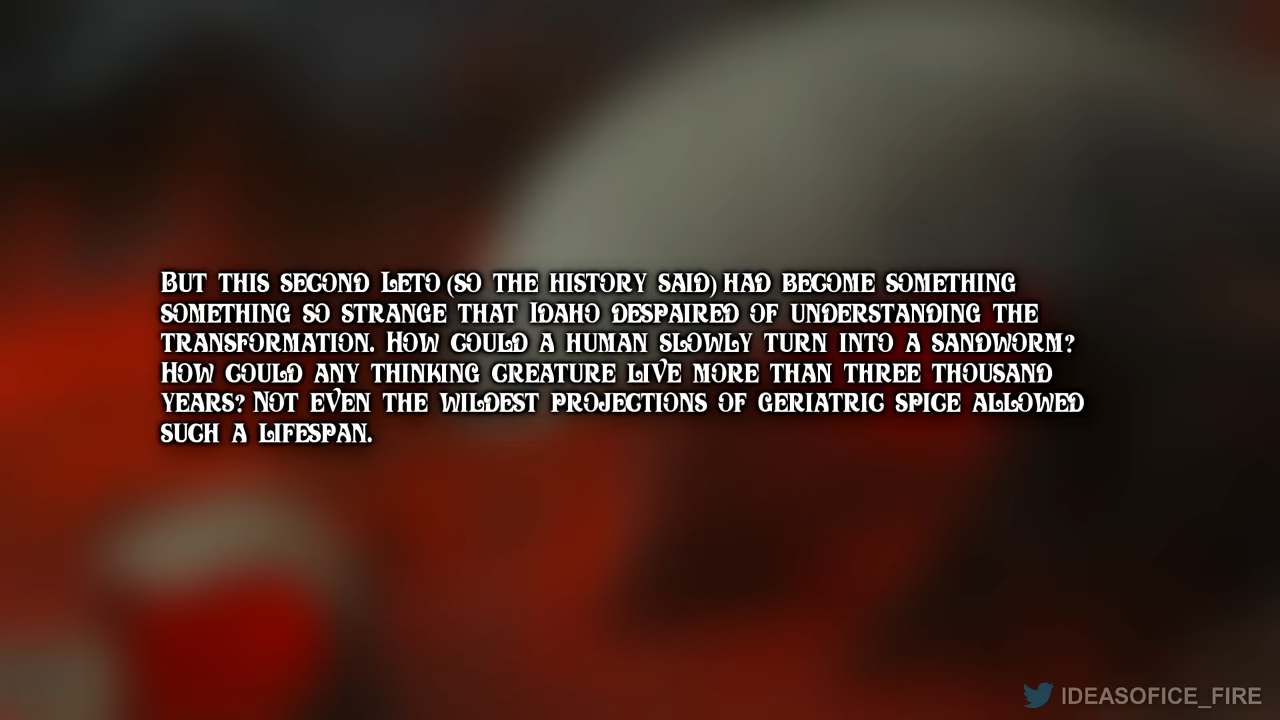 But this second Leto (so the history said) had become something
something so strange that Idaho despaired of understanding the
transformation. How could a human slowly turn into a sandworm?
How could any thinking creature live more than three thousand
years? Not even the wildest projections of geriatric spice allowed
such a lifespan.
IDEASOFICE_FIRE